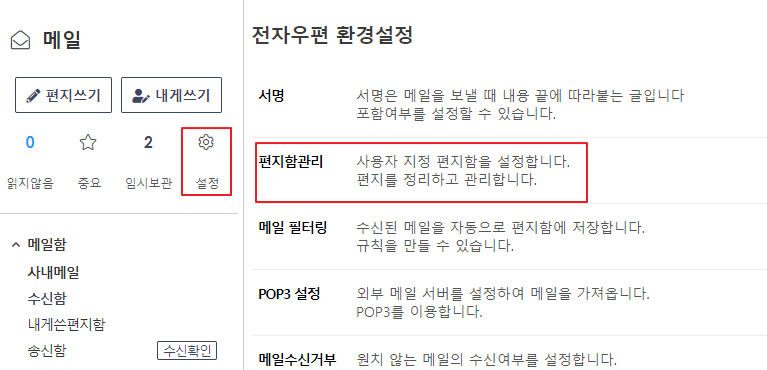 메일
편지쓰기
내게쓰기
0
2
읽지않음
중요
임시보관
설정
메일함
사내메일
수신함
내게쓴편지함
송신함
수신확인
전자우편 환경설정
서명
서명은 메일을 보낼 때 내용 끝에 따라붙는 글입니다
포함여부를 설정할 수 있습니다.
편지함관리
사용자 지정 편지함을 설정합니다.
편지를 정리하고 관리합니다.
메일 필터링
수신된 메일을 자동으로 편지함에 저장합니다.
규칙을 만들 수 있습니다.
POP3 설정
외부 메일 서버를 설정하여 메일을 가져옵니다.
POP3를 이용합니다.
메일수신거부
원치 않는 메일의 수신여부를 설정합니다.